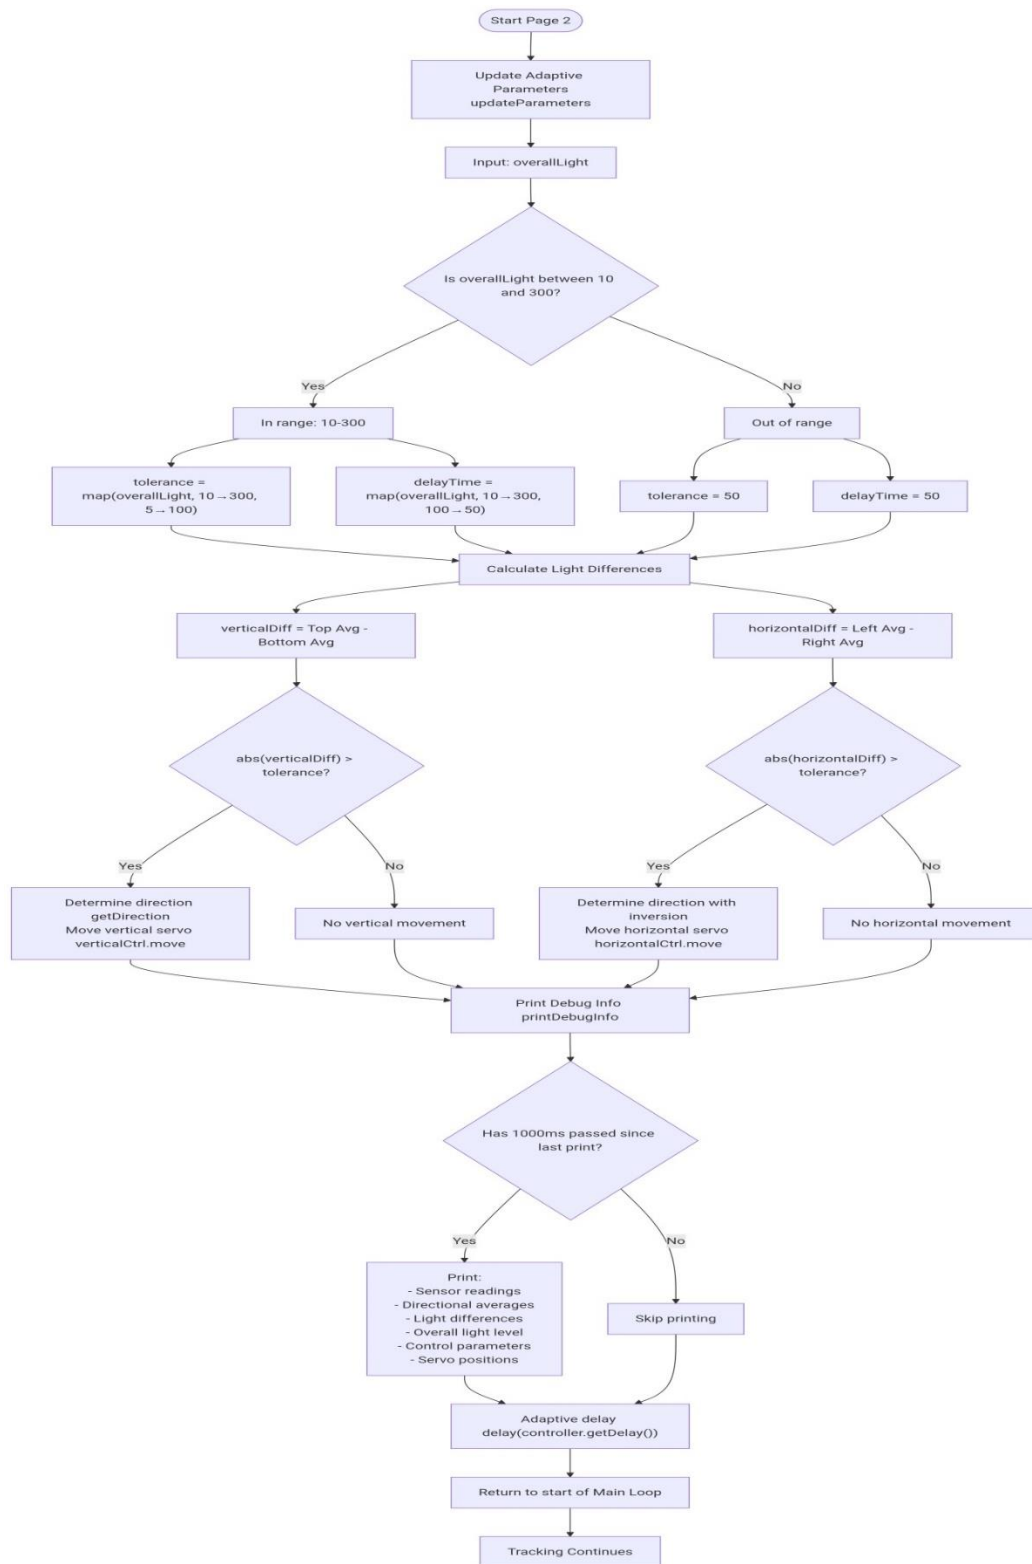 Start Page 2
Update Adaptive
Parameters
updateParameters
Input: overallLight
Is overallLight between 10
and 300?
Yes
No
In range: 10-300
Out of range
tolerance =
map(overallLight, 10→300,
5→100)
delayTime =
map(overallLight, 10→300,
100→50)
tolerance = 50
delayTime = 50
Calculate Light Differences
verticalDiff = Top Avg -
Bottom Avg
horizontalDiff = Left Avg -
Right Avg
abs(verticalDiff) >
tolerance?
abs(horizontalDiff) >
tolerance?
Yes
No
Yes
No
Determine direction
getDirection
Move vertical servo
verticalCtrl.move
No vertical movement
Determine direction with
inversion
Move horizontal servo
horizontalCtrl.move
No horizontal movement
Print Debug Info
printDebugInfo
Has 1000ms passed since
last print?
Yes
No
Print:
- Sensor readings
- Directional averages
- Light differences
- Overall light level
- Control parameters
- Servo positions
Skip printing
Adaptive delay
delay(controller.getDelay())
Return to start of Main Loop
Tracking Continues